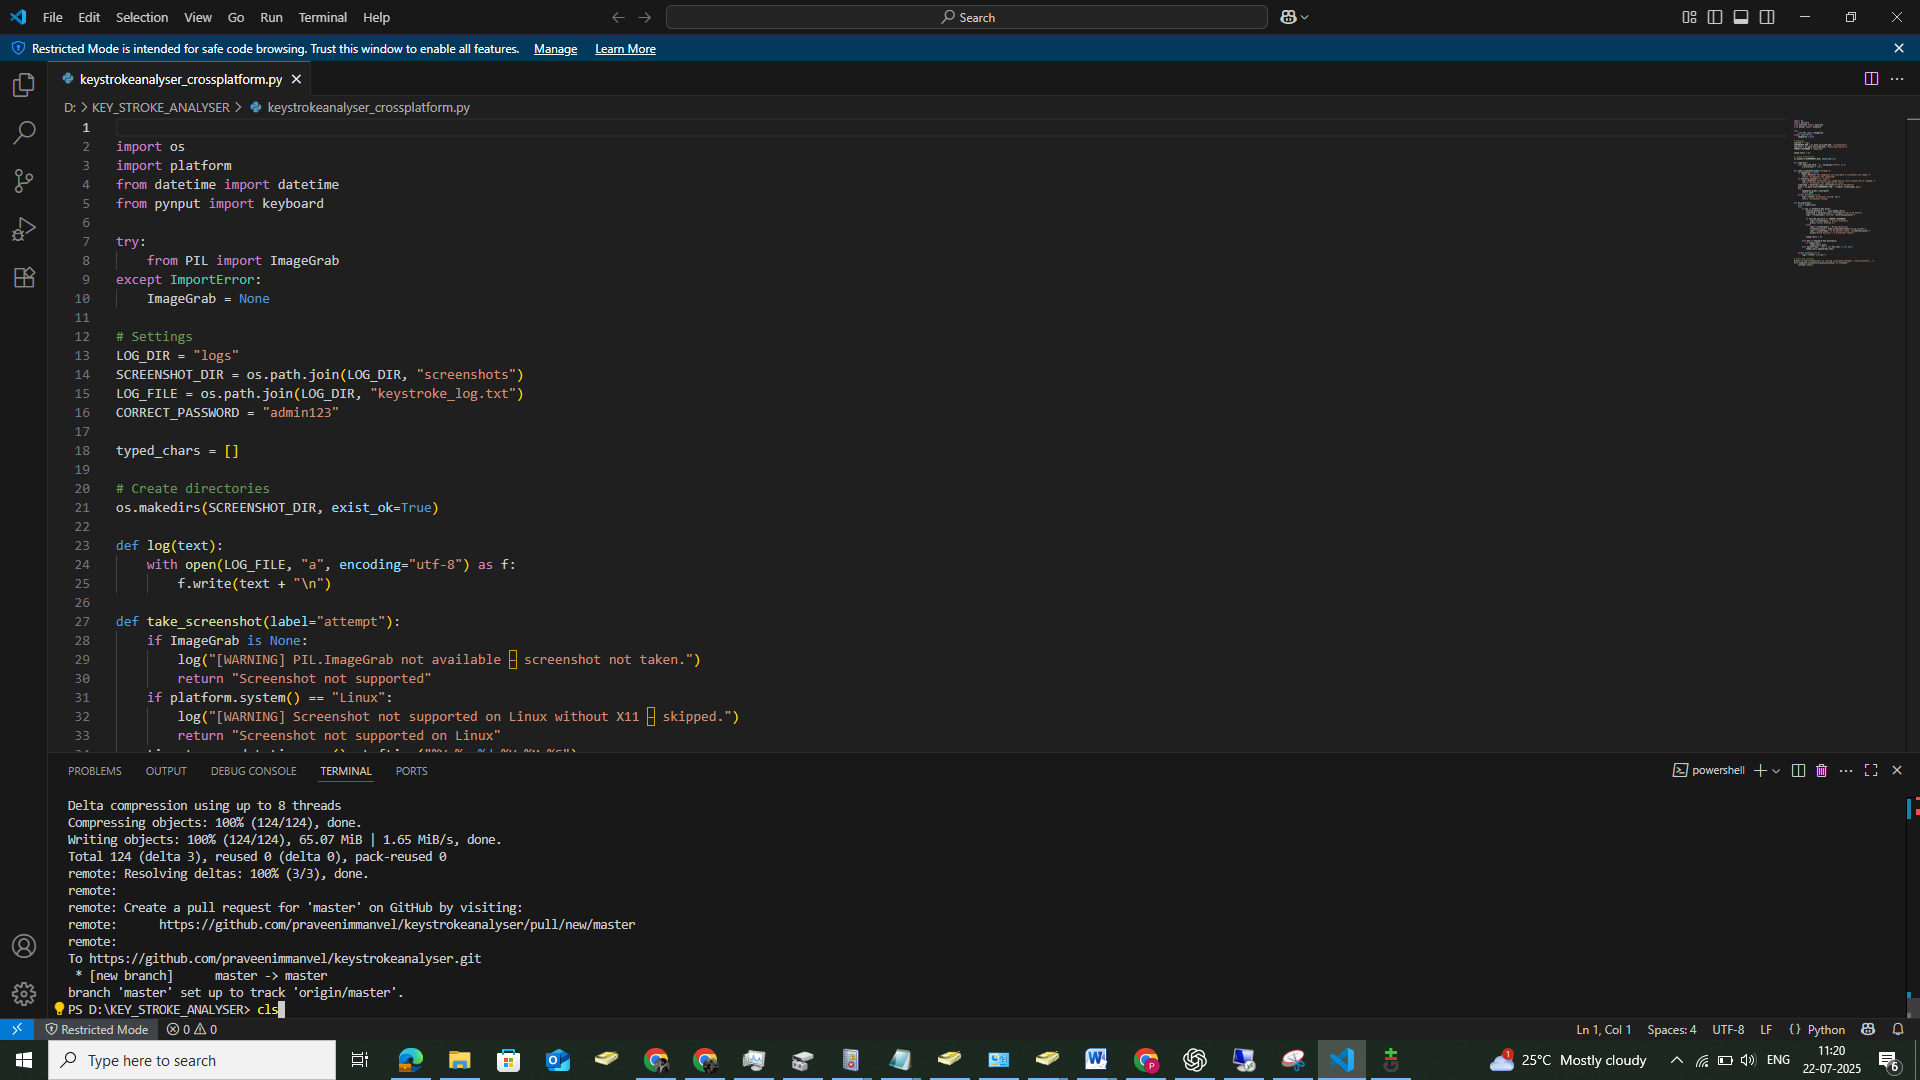 File Edit Selection View Go Run Terminal Help
Search
Restricted Mode is intended for safe code browsing. Trust this window to enable all features. Manage Learn More
keystrokeanalyser_crossplatform.py
D: > KEY_STROKE_ANALYSER > keystrokeanalyser_crossplatform.py
1
2 import os
3 import platform
4 from datetime import datetime
5 from pynput import keyboard
6
7 try:
8 from PIL import ImageGrab
9 except ImportError:
10 ImageGrab = None
11
12 # Settings
13 LOG_DIR = "logs"
14 SCREENSHOT_DIR = os.path.join(LOG_DIR, "screenshots")
15 LOG_FILE = os.path.join(LOG_DIR, "keystroke_log.txt")
16 CORRECT_PASSWORD = "admin123"
17
18 typed_chars = []
19
20 # Create directories
21 os.makedirs(SCREENSHOT_DIR, exist_ok=True)
22
23 def log(text):
24 with open(LOG_FILE, "a", encoding="utf-8") as f:
25 f.write(text + "\n")
26
27 def take_screenshot(label="attempt"):
28 if ImageGrab is None:
29 log("[WARNING] PIL.ImageGrab not available – screenshot not taken.")
30 return "Screenshot not supported"
31 if platform.system() == "Linux":
32 log("[WARNING] Screenshot not supported on Linux without X11 – skipped.")
33 return "Screenshot not supported on Linux"
PROBLEMS OUTPUT DEBUG CONSOLE TERMINAL PORTS
powershell
Delta compression using up to 8 threads
Compressing objects: 100% (124/124), done.
Writing objects: 100% (124/124), 65.07 MiB | 1.65 MiB/s, done.
Total 124 (delta 3), reused 0 (delta 0), pack-reused 0
remote: Resolving deltas: 100% (3/3), done.
remote:
remote: Create a pull request for 'master' on GitHub by visiting:
remote: https://github.com/praveenimmanvel/keystrokeanalyser/pull/new/master
remote:
To https://github.com/praveenimmanvel/keystrokeanalyser.git
* [new branch] master -> master
branch 'master' set up to track 'origin/master'.
PS D:\KEY_STROKE_ANALYSER> cls
Restricted Mode 0 0
Ln 1, Col 1 Spaces: 4 UTF-8 LF {} Python
Type here to search
1 25°C Mostly cloudy ENG
11:20
22-07-2025
6